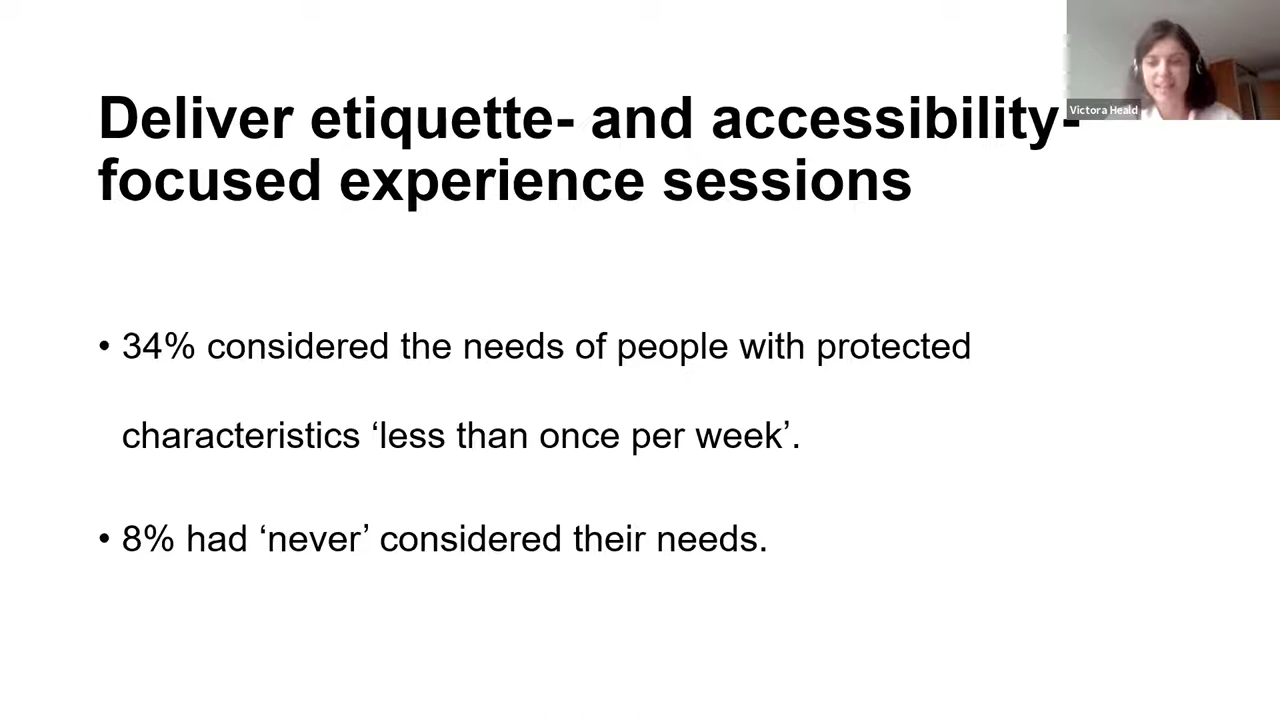 Deliver etiquette- and accessibility-
focused experience sessions
• 34% considered the needs of people with protected
characteristics ‘less than once per week’.
• 8% had ‘never’ considered their needs.
Victora Heald